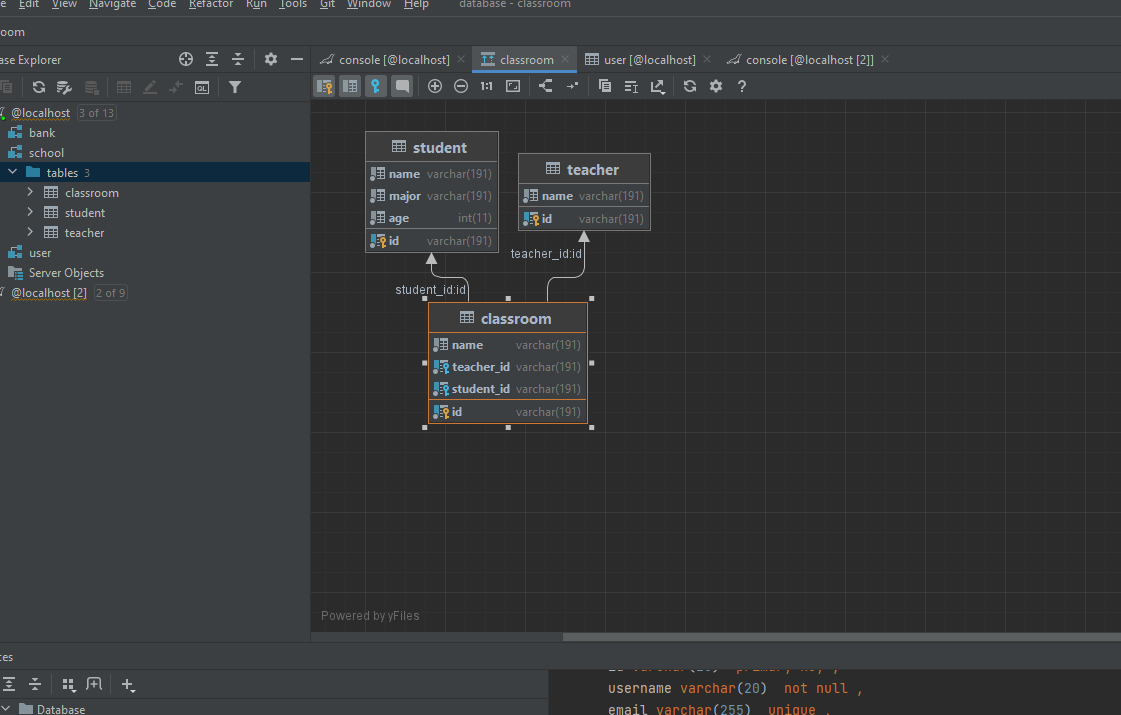 Edit View Navigate Code Refactor Run Tools Git Window Help database - classroom
oom
ase Explorer
console [@localhost] classroom user [@localhost] console [@localhost [2]]
QL
1:1
?
@localhost 3 of 13
bank
school
tables 3
classroom
student
teacher
user
Server Objects
@localhost [2] 2 of 9
student
name varchar(191)
major varchar(191)
age int(11)
id varchar(191)
teacher
name varchar(191)
id varchar(191)
teacher_id:id
student_id:id
classroom
name varchar(191)
teacher_id varchar(191)
student_id varchar(191)
id varchar(191)
Powered by yFiles
ces
Database
username varchar(20) not null ,
email varchar(255) unique ,